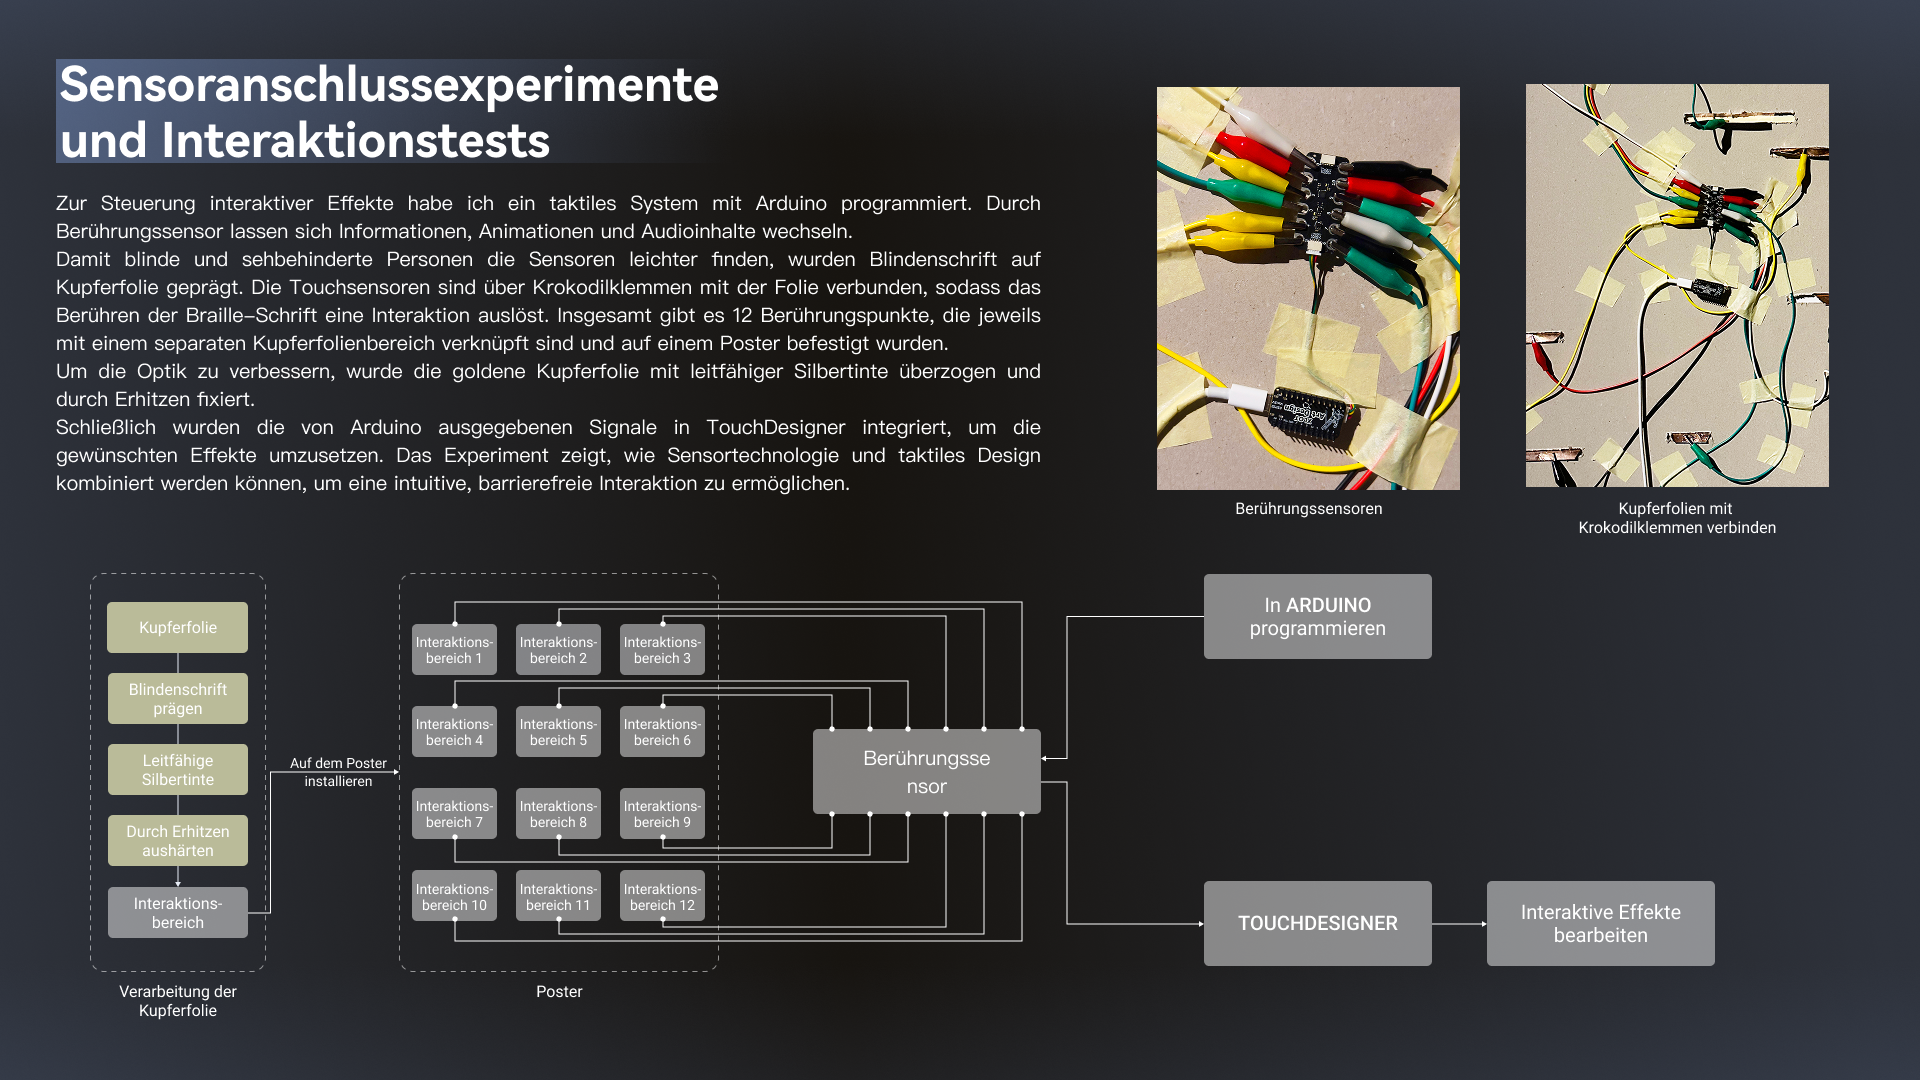 Sensoranschlussexperimente
und Interaktionstests
Zur Steuerung interaktiver Effekte habe ich ein taktiles System mit Arduino programmiert. Durch
Berührungssensor lassen sich Informationen, Animationen und Audioinhalte wechseln.
Damit blinde und sehbehinderte Personen die Sensoren leichter finden, wurden Blindenschrift auf
Kupferfolie geprägt. Die Touchsensoren sind über Krokodilklemmen mit der Folie verbunden, sodass das
Berühren der Braille–Schrift eine Interaktion auslöst. Insgesamt gibt es 12 Berührungspunkte, die jeweils
mit einem separaten Kupferfolienbereich verknüpft sind und auf einem Poster befestigt wurden.
Um die Optik zu verbessern, wurde die goldene Kupferfolie mit leitfähiger Silbertinte überzogen und
durch Erhitzen fixiert.
Schließlich wurden die von Arduino ausgegebenen Signale in TouchDesigner integriert, um die
gewünschten Effekte umzusetzen. Das Experiment zeigt, wie Sensortechnologie und taktiles Design
kombiniert werden können, um eine intuitive, barrierefreie Interaktion zu ermöglichen.
Art Design
Berührungssensoren
Kupferfolien mit
Krokodilklemmen verbinden
Kupferfolie
Blindenschrift
prägen
Leitfähige
Silbertinte
Durch Erhitzen
aushärten
Interaktions-
bereich
Verarbeitung der
Kupferfolie
Auf dem Poster
installieren
Interaktions-
bereich 1
Interaktions-
bereich 2
Interaktions-
bereich 3
Interaktions-
bereich 4
Interaktions-
bereich 5
Interaktions-
bereich 6
Interaktions-
bereich 7
Interaktions-
bereich 8
Interaktions-
bereich 9
Interaktions-
bereich 10
Interaktions-
bereich 11
Interaktions-
bereich 12
Poster
Berührungsse
nsor
In ARDUINO
programmieren
TOUCHDESIGNER
Interaktive Effekte
bearbeiten